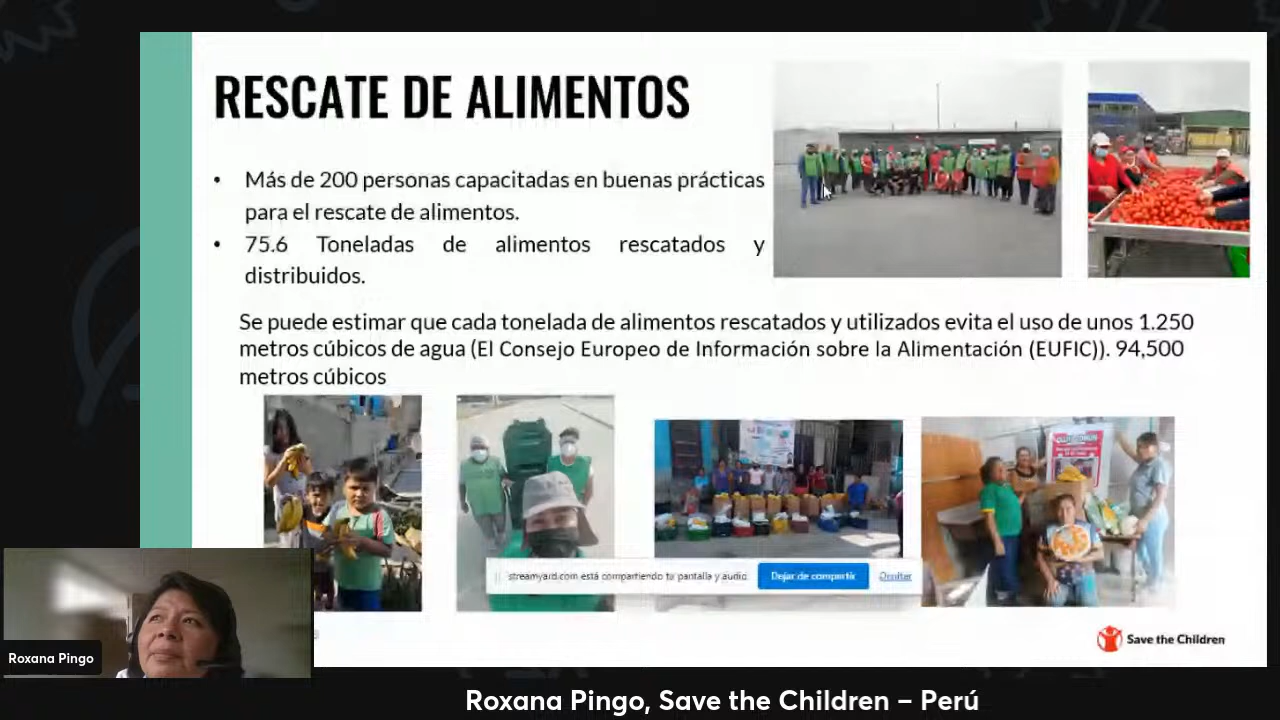 RESCATE DE ALIMENTOS
• Más de 200 personas capacitadas en buenas prácticas
para el rescate de alimentos.
• 75.6 Toneladas de alimentos rescatados y
distribuidos.
Se puede estimar que cada tonelada de alimentos rescatados y utilizados evita el uso de unos 1.250
metros cúbicos de agua (El Consejo Europeo de Información sobre la Alimentación (EUFIC)). 94,500
metros cúbicos
streamyard.com está compartiendo tu pantalla y audio.
Dejar de compartir
Ocultar
Save the Children
Roxana Pingo
Roxana Pingo, Save the Children – Perú